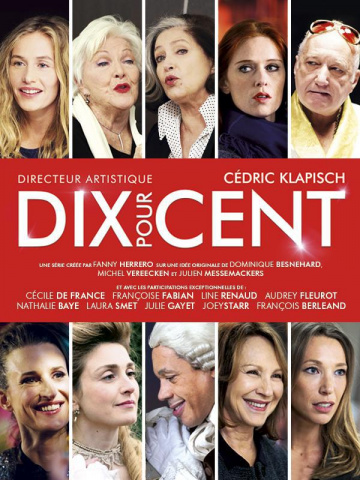 DIRECTEUR ARTISTIQUE CÉDRIC KLAPISCH
DIX POUR CENT
UNE SÉRIE CRÉÉE PAR FANNY HERRERO SUR UNE IDÉE ORIGINALE DE DOMINIQUE BESNEHARD,
MICHEL VEREECKEN ET JULIEN MESSEMACKERS
ET AVEC LES PARTICIPATIONS EXCEPTIONNELLES DE :
CÉCILE DE FRANCE FRANÇOISE FABIAN LINE RENAUD AUDREY FLEUROT
NATHALIE BAYE LAURA SMET JULIE GAYET JOEYSTARR FRANÇOIS BERLEAND